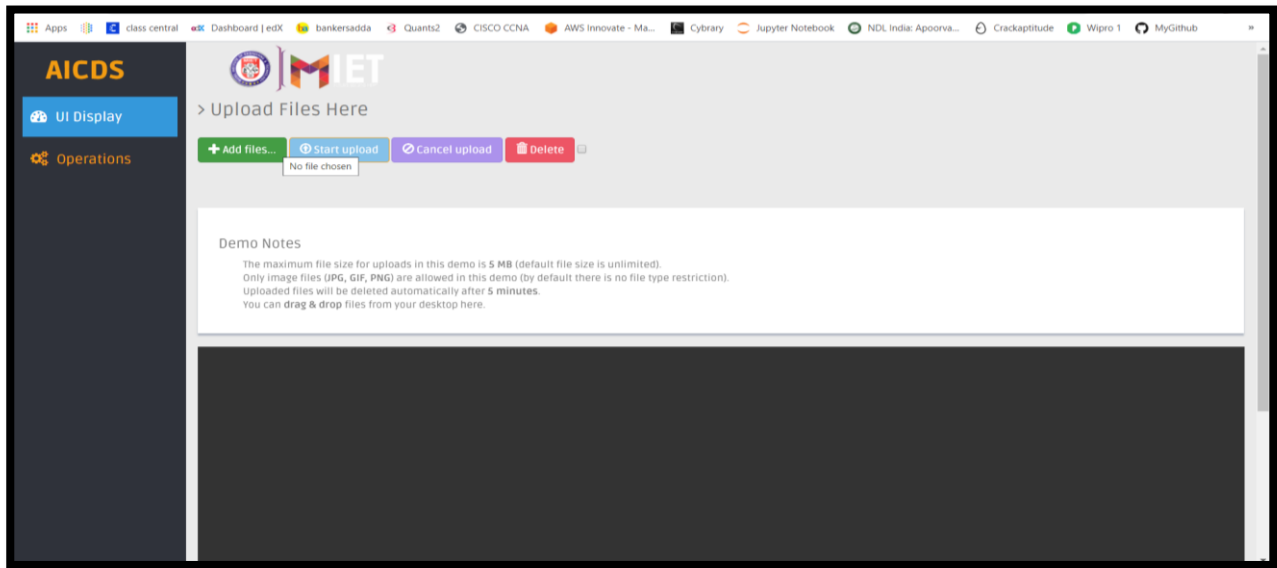 Apps class central edX Dashboard | edX bankersadda Quants2 CISCO CCNA AWS Innovate - Ma... Cybrary Jupyter Notebook NDL India: Apoorva... Crackaptitude Wipro 1 MyGithub »
AICDS
MIET
UI Display
> Upload Files Here
Operations
Add files... Start upload Cancel upload Delete
No file chosen
Demo Notes
The maximum file size for uploads in this demo is 5 MB (default file size is unlimited).
Only image files (JPG, GIF, PNG) are allowed in this demo (by default there is no file type restriction).
Uploaded files will be deleted automatically after 5 minutes.
You can drag & drop files from your desktop here.